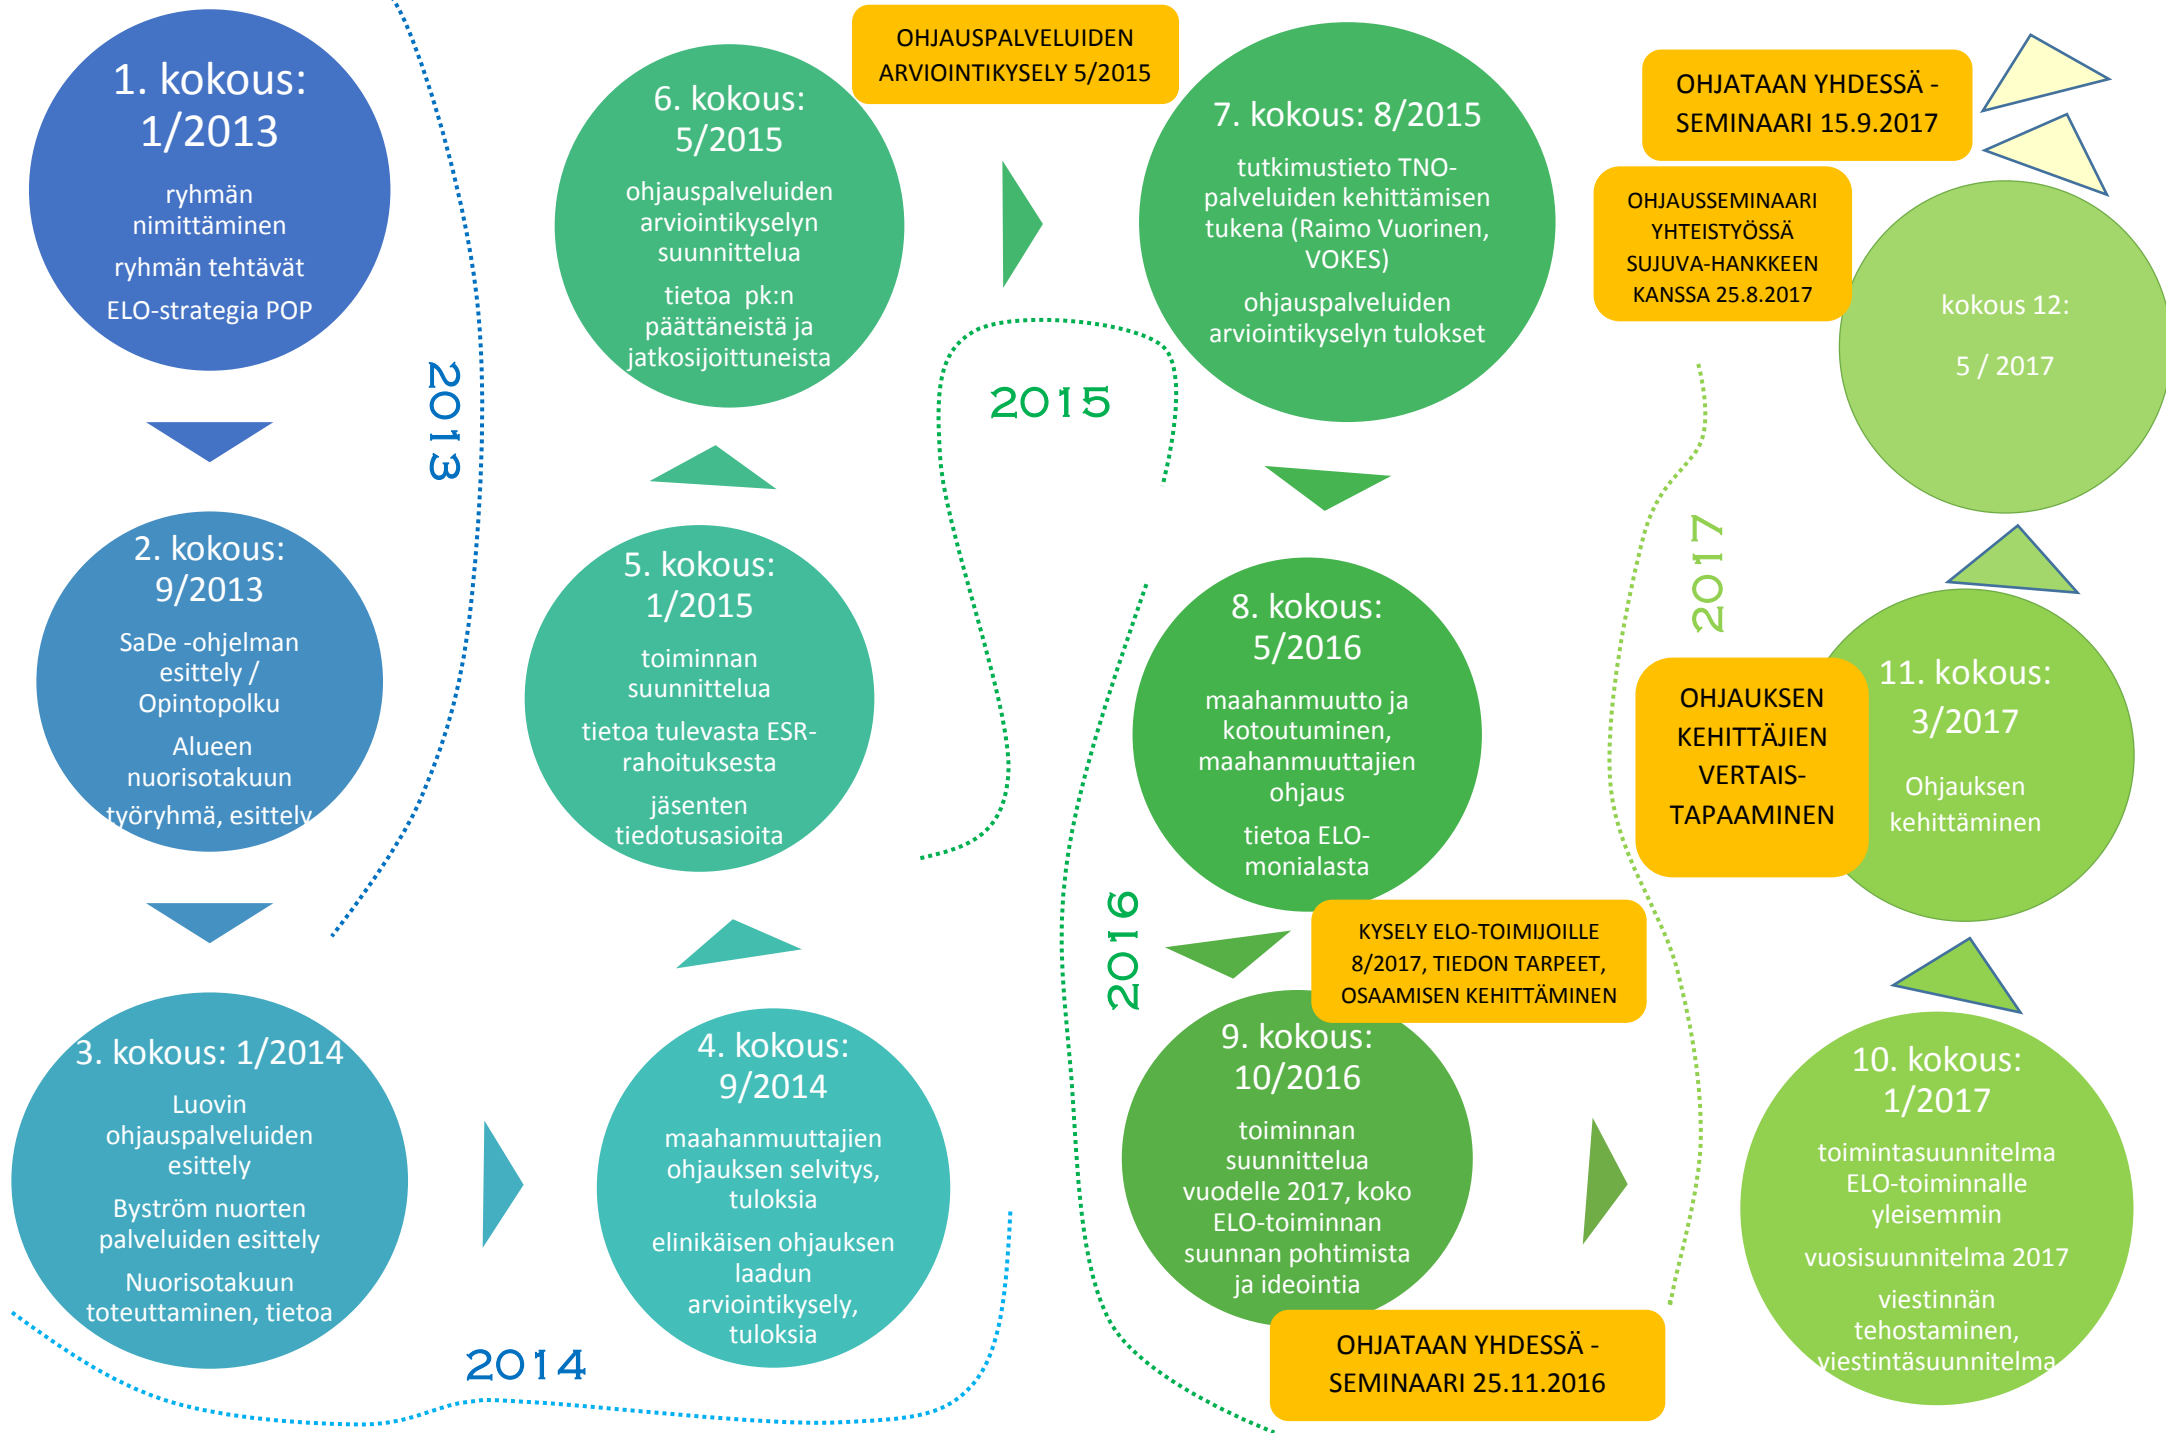 1. kokous:
1/2013
ryhmän
nimittäminen
ryhmän tehtävät
ELO-strategia POP
2013
2. kokous:
9/2013
SaDe -ohjelman
esittely /
Opintopolku
Alueen
nuorisotakuun
työryhmä, esittely
3. kokous: 1/2014
Luovin
ohjauspalveluiden
esittely
Byström nuorten
palveluiden esittely
Nuorisotakuun
toteuttaminen, tietoa
2014
4. kokous:
9/2014
maahanmuuttajien
ohjauksen selvitys,
tuloksia
elinikäisen ohjauksen
laadun
arviointikysely,
tuloksia
5. kokous:
1/2015
toiminnan
suunnittelua
tietoa tulevasta ESR-
rahoituksesta
jäsenten
tiedotusasioita
6. kokous:
5/2015
ohjauspalveluiden
arviointikyselyn
suunnittelua
tietoa pk:n
päättäneistä ja
jatkosijoittuneista
OHJAUSPALVELUIDEN
ARVIOINTIKYSELY 5/2015
2015
7. kokous: 8/2015
tutkimustieto TNO-
palveluiden kehittämisen
tukena (Raimo Vuorinen,
VOKES)
ohjauspalveluiden
arviointikyselyn tulokset
8. kokous:
5/2016
maahanmuutto ja
kotoutuminen,
maahanmuuttajien
ohjaus
tietoa ELO-
monialasta
2016
KYSELY ELO-TOIMIJOILLE
8/2017, TIEDON TARPEET,
OSAAMISEN KEHITTÄMINEN
9. kokous:
10/2016
toiminnan
suunnittelua
vuodelle 2017, koko
ELO-toiminnan
suunnan pohtimista
ja ideointia
OHJATAAN YHDESSÄ -
SEMINAARI 25.11.2016
10. kokous:
1/2017
toimintasuunnitelma
ELO-toiminnalle
yleisemmin
vuosisuunnitelma 2017
viestinnän
tehostaminen,
viestintäsuunnitelma
2017
OHJAUKSEN
KEHITTÄJIEN
VERTAIS-
TAPAAMINEN
11. kokous:
3/2017
Ohjauksen
kehittäminen
kokous 12:
5 / 2017
OHJAUSSEMINAARI
YHTEISTYÖSSÄ
SUJUVA-HANKKEEN
KANSSA 25.8.2017
OHJATAAN YHDESSÄ -
SEMINAARI 15.9.2017